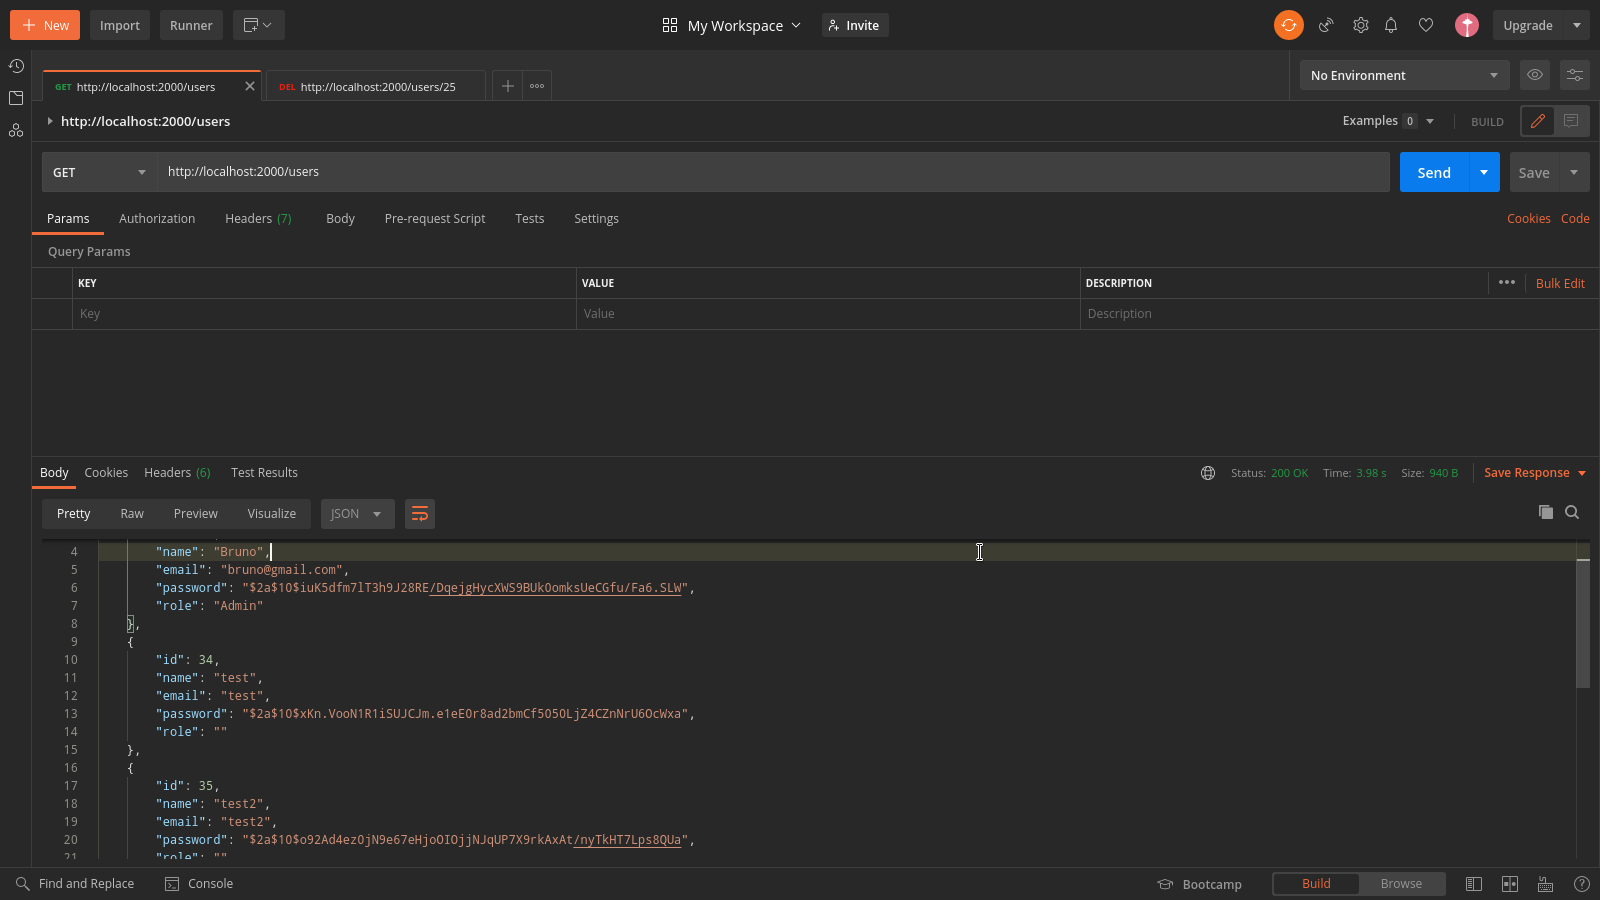 New
Import
Runner
My Workspace
Invite
Upgrade
GET http://localhost:2000/users
DEL http://localhost:2000/users/25
No Environment
http://localhost:2000/users
Examples 0
BUILD
GET
http://localhost:2000/users
Send
Save
Params
Authorization
Headers (7)
Body
Pre-request Script
Tests
Settings
Cookies
Code
Query Params
KEY
VALUE
DESCRIPTION
Bulk Edit
Key
Value
Description
Body
Cookies
Headers (6)
Test Results
Status: 200 OK
Time: 3.98 s
Size: 940 B
Save Response
Pretty
Raw
Preview
Visualize
JSON
4 "name": "Bruno",
5 "email": "bruno@gmail.com",
6 "password": "$2a$10$iuK5dfm7lT3h9J28RE/DqejgHycXWS9BUk0omksUeCGfu/Fa6.SLW",
7 "role": "Admin"
8 },
9 {
10 "id": 34,
11 "name": "test",
12 "email": "test",
13 "password": "$2a$10$xKn.VooN1R1iSUJCJm.e1eE0r8ad2bmCf5050LjZ4CZnNrU6OcWxa",
14 "role": ""
15 },
16 {
17 "id": 35,
18 "name": "test2",
19 "email": "test2",
20 "password": "$2a$10$o92Ad4ez0jN9e67eHjoOIOjjNJqUP7X9rkAxAt/nyTkHT7Lps8QUa",
21 "role": ""
Find and Replace
Console
Bootcamp
Build
Browse